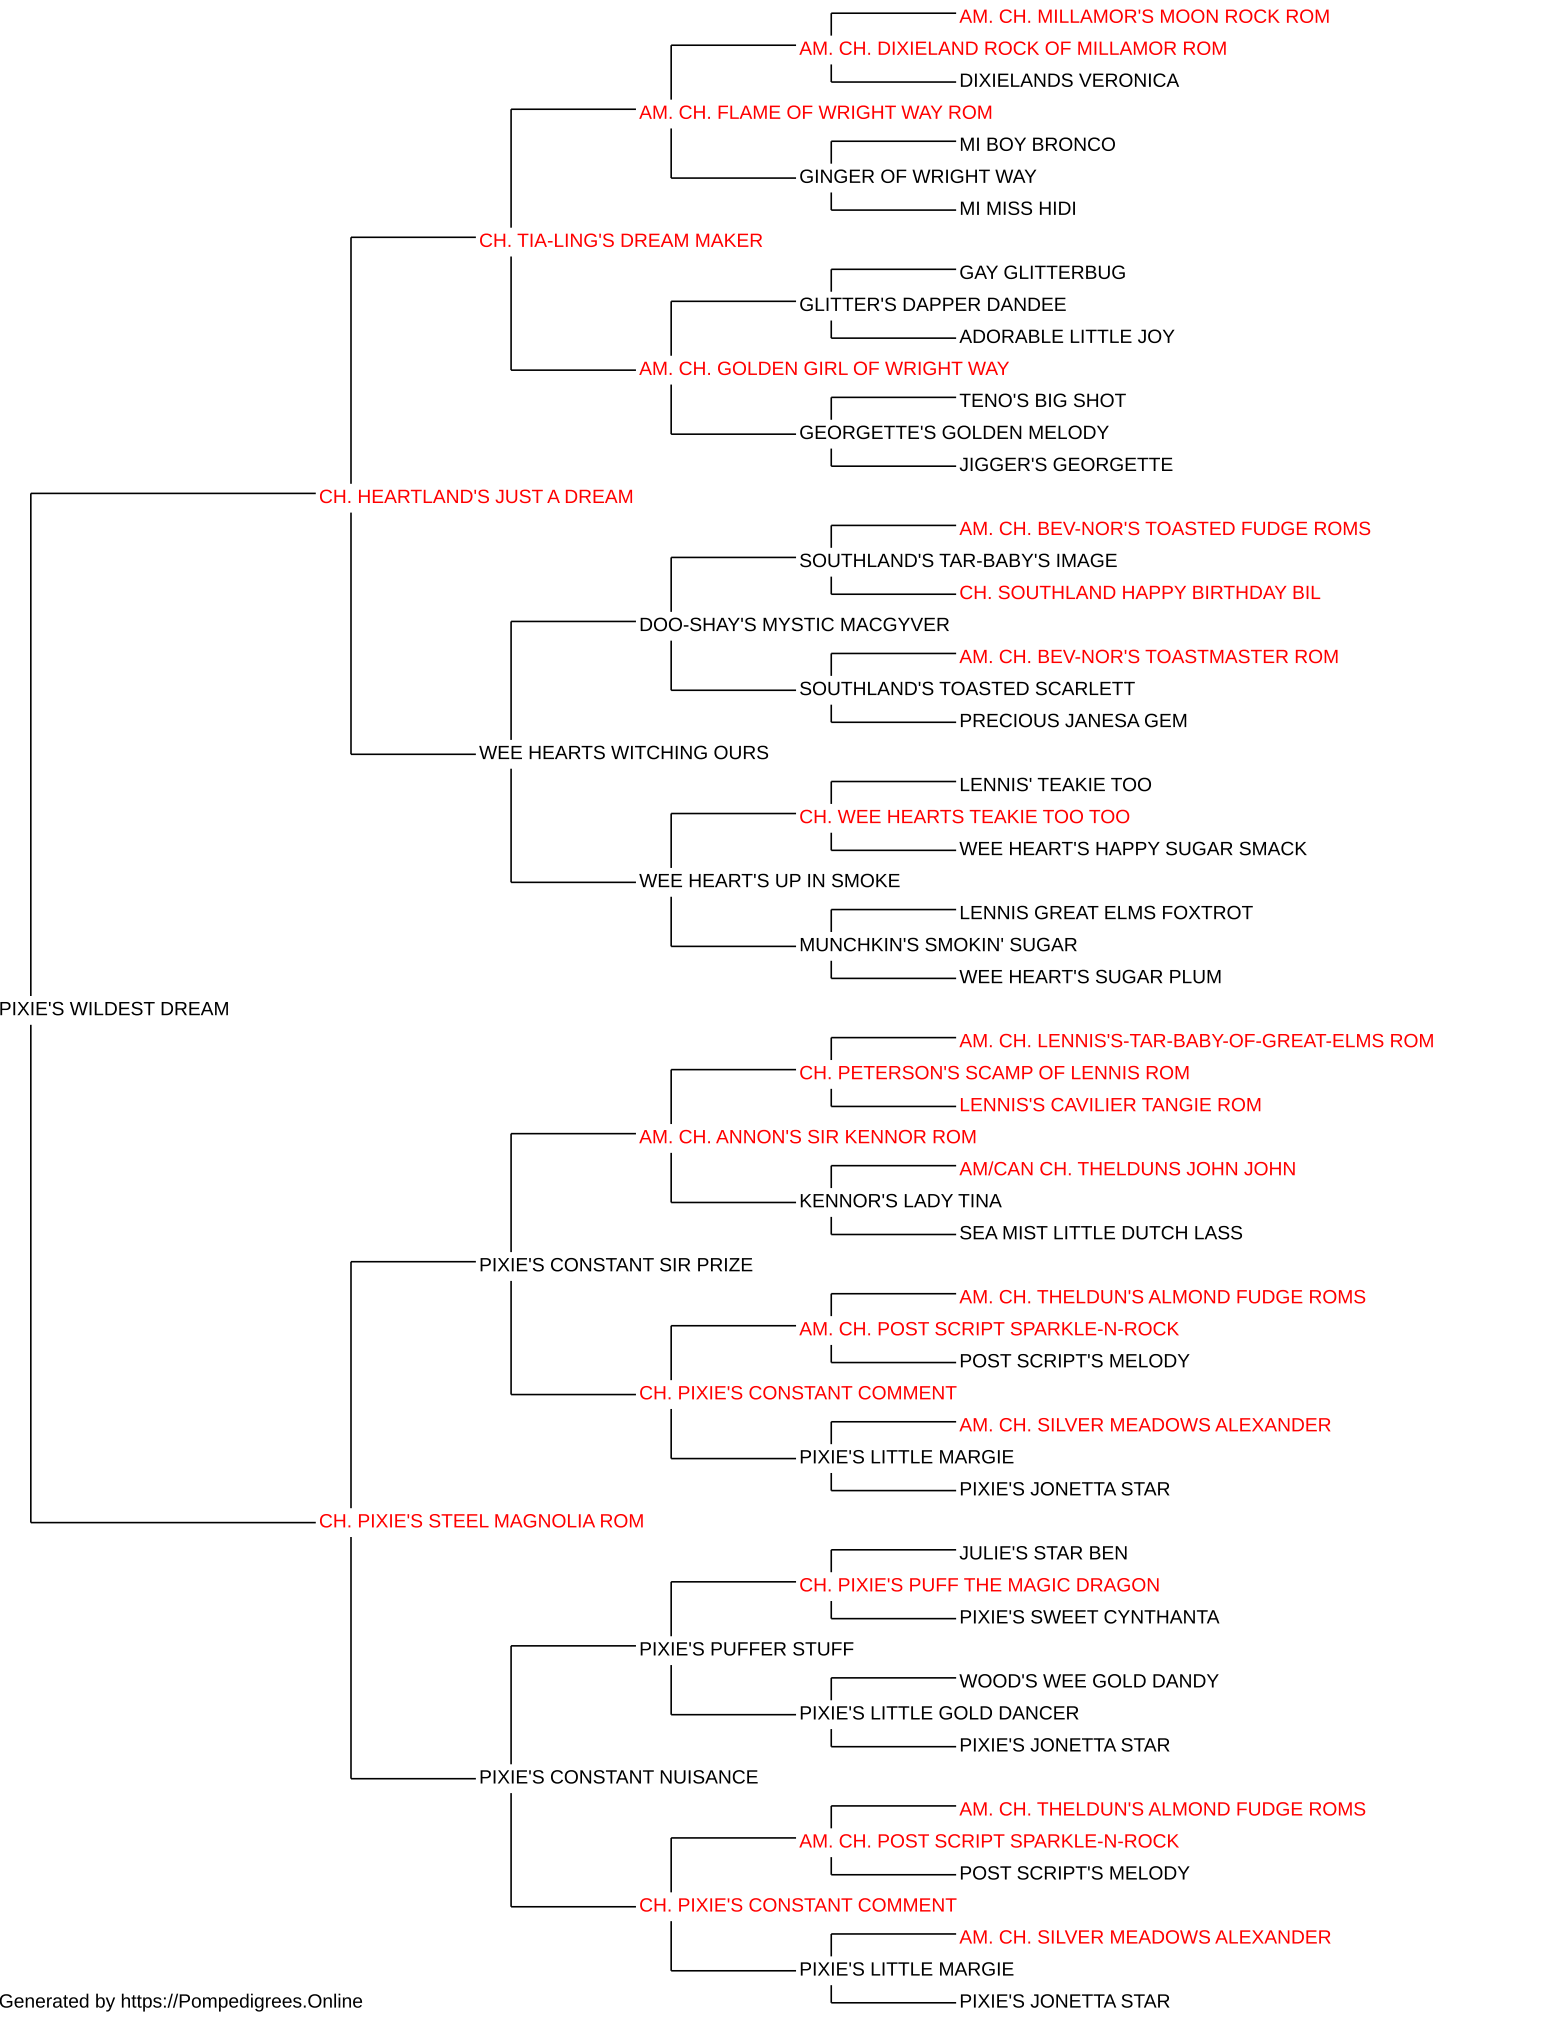 AM. CH. MILLAMOR'S MOON ROCK ROM
AM. CH. DIXIELAND ROCK OF MILLAMOR ROM
DIXIELANDS VERONICA
AM. CH. FLAME OF WRIGHT WAY ROM
MI BOY BRONCO
GINGER OF WRIGHT WAY
MI MISS HIDI
CH. TIA-LING'S DREAM MAKER
GAY GLITTERBUG
GLITTER'S DAPPER DANDEE
ADORABLE LITTLE JOY
AM. CH. GOLDEN GIRL OF WRIGHT WAY
TENO'S BIG SHOT
GEORGETTE'S GOLDEN MELODY
JIGGER'S GEORGETTE
CH. HEARTLAND'S JUST A DREAM
AM. CH. BEV-NOR'S TOASTED FUDGE ROMS
SOUTHLAND'S TAR-BABY'S IMAGE
CH. SOUTHLAND HAPPY BIRTHDAY BIL
DOO-SHAY'S MYSTIC MACGYVER
AM. CH. BEV-NOR'S TOASTMASTER ROM
SOUTHLAND'S TOASTED SCARLETT
PRECIOUS JANESA GEM
WEE HEARTS WITCHING OURS
LENNIS' TEAKIE TOO
CH. WEE HEARTS TEAKIE TOO TOO
WEE HEART'S HAPPY SUGAR SMACK
WEE HEART'S UP IN SMOKE
LENNIS GREAT ELMS FOXTROT
MUNCHKIN'S SMOKIN' SUGAR
WEE HEART'S SUGAR PLUM
PIXIE'S WILDEST DREAM
AM. CH. LENNIS'S-TAR-BABY-OF-GREAT-ELMS ROM
CH. PETERSON'S SCAMP OF LENNIS ROM
LENNIS'S CAVILIER TANGIE ROM
AM. CH. ANNON'S SIR KENNOR ROM
AM/CAN CH. THELDUNS JOHN JOHN
KENNOR'S LADY TINA
SEA MIST LITTLE DUTCH LASS
PIXIE'S CONSTANT SIR PRIZE
AM. CH. THELDUN'S ALMOND FUDGE ROMS
AM. CH. POST SCRIPT SPARKLE-N-ROCK
POST SCRIPT'S MELODY
CH. PIXIE'S CONSTANT COMMENT
AM. CH. SILVER MEADOWS ALEXANDER
PIXIE'S LITTLE MARGIE
PIXIE'S JONETTA STAR
CH. PIXIE'S STEEL MAGNOLIA ROM
JULIE'S STAR BEN
CH. PIXIE'S PUFF THE MAGIC DRAGON
PIXIE'S SWEET CYNTHANTA
PIXIE'S PUFFER STUFF
WOOD'S WEE GOLD DANDY
PIXIE'S LITTLE GOLD DANCER
PIXIE'S JONETTA STAR
PIXIE'S CONSTANT NUISANCE
AM. CH. THELDUN'S ALMOND FUDGE ROMS
AM. CH. POST SCRIPT SPARKLE-N-ROCK
POST SCRIPT'S MELODY
CH. PIXIE'S CONSTANT COMMENT
AM. CH. SILVER MEADOWS ALEXANDER
PIXIE'S LITTLE MARGIE
PIXIE'S JONETTA STAR
Generated by https://Pompedigrees.Online